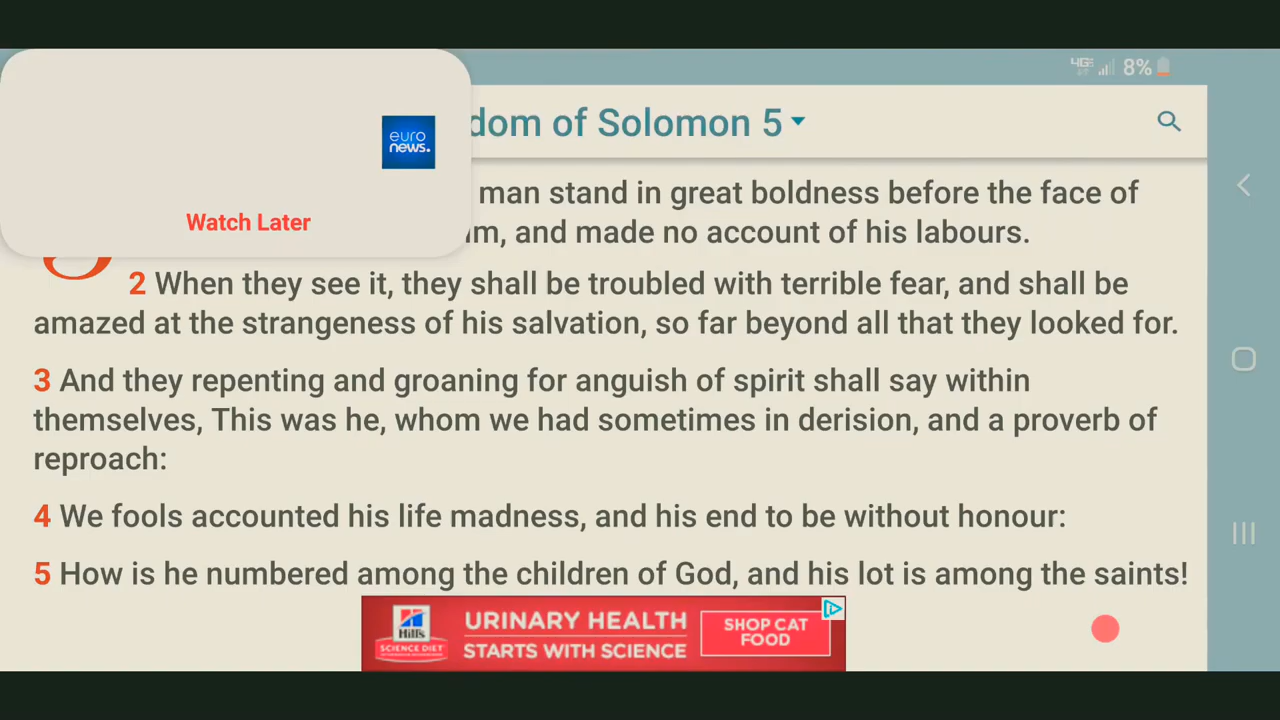 4G
8%
dom of Solomon 5
euro
news.
Watch Later
man stand in great boldness before the face of
im, and made no account of his labours.
2 When they see it, they shall be troubled with terrible fear, and shall be
amazed at the strangeness of his salvation, so far beyond all that they looked for.
3 And they repenting and groaning for anguish of spirit shall say within
themselves, This was he, whom we had sometimes in derision, and a proverb of
reproach:
4 We fools accounted his life madness, and his end to be without honour:
5 How is he numbered among the children of God, and his lot is among the saints!
Hill's
SCIENCE DIET
URINARY HEALTH
STARTS WITH SCIENCE
SHOP CAT
FOOD